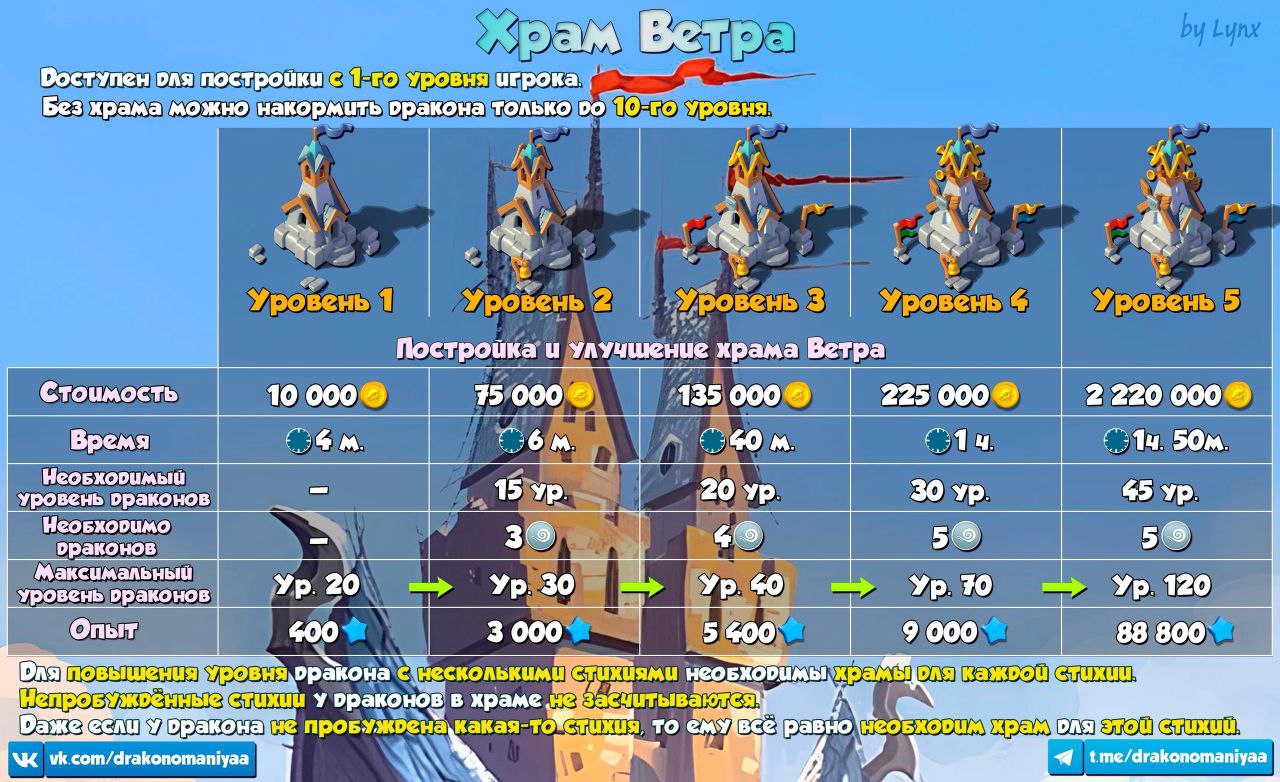 Храм Ветра
by Lynx
Доступен для постройки с 1-го уровня игрока.
Без храма можно накормить дракона только до 10-го уровня.
Уровень 1 Уровень 2 Уровень 3 Уровень 4 Уровень 5
Постройка и улучшение храма Ветра
Стоимость 10 000 75 000 135 000 225 000 2 220 000
Время 4 м. 6 м. 40 м. 1 ч. 1ч. 50м.
Необходимый
уровень драконов – 15 ур. 20 ур. 30 ур. 45 ур.
Необходимо
драконов – 3 4 5 5
Максимальный
уровень драконов Ур. 20 Ур. 30 Ур. 40 Ур. 70 Ур. 120
Опыт 400 3 000 5 400 9 000 88 800
Для повышения уровня дракона с несколькими стихиями необходимы храмы для каждой стихии.
Непробуждённые стихии у драконов в храме не засчитываются.
Даже если у дракона не пробуждена какая-то стихия, то ему всё равно необходим храм для этой стихий.
vk.com/drakonomaniyaa
t.me/drakonomaniyaa